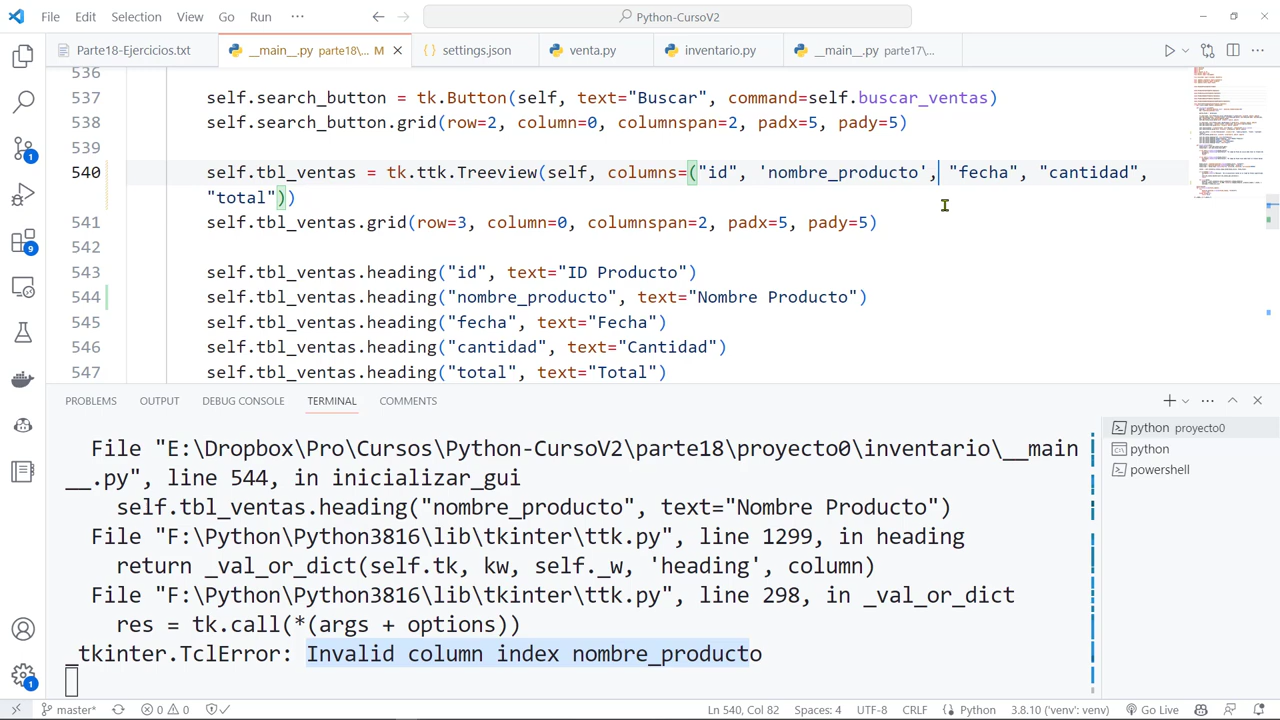 File Edit Selection View Go Run ···
Python-CursoV2
Parte18-Ejercicios.txt
__main__.py parte18\... M
settings.json
venta.py
inventario.py
__main__.py parte17\...
536
537 self.search_button = tk.Button(self, text="Buscar", command=self.buscar_ventas)
538 self.search_button.grid(row= column= columnspan=2, padx=5, pady=5)
539
540 self.tbl_ventas = tk.ttk.Treeview(self, columns=("id", "nombre_producto", "fecha", "cantidad",
"total"))
541 self.tbl_ventas.grid(row=3, column=0, columnspan=2, padx=5, pady=5)
542
543 self.tbl_ventas.heading("id", text="ID Producto")
544 self.tbl_ventas.heading("nombre_producto", text="Nombre Producto")
545 self.tbl_ventas.heading("fecha", text="Fecha")
546 self.tbl_ventas.heading("cantidad", text="Cantidad")
547 self.tbl_ventas.heading("total", text="Total")
PROBLEMS OUTPUT DEBUG CONSOLE TERMINAL COMMENTS
File "E:\Dropbox\Pro\Cursos\Python-CursoV2\parte18\proyecto0\inventario\__main
__.py", line 544, in inicializar_gui
self.tbl_ventas.heading("nombre_producto", text="Nombre Producto")
File "F:\Python\Python3816\lib\tkinter\ttk.py", line 1299, in heading
return _val_or_dict(self.tk, kw, self._w, 'heading', column)
File "F:\Python\Python3816\lib\tkinter\ttk.py", line 298, in _val_or_dict
res = tk.call(*(args + options))
_tkinter.TclError: Invalid column index nombre_producto
python proyecto0
python
powershell
1
9
1
master*
0 0
Ln 540, Col 82
Spaces: 4
UTF-8
CRLF
Python
3.8.10 ('venv': venv)
Go Live